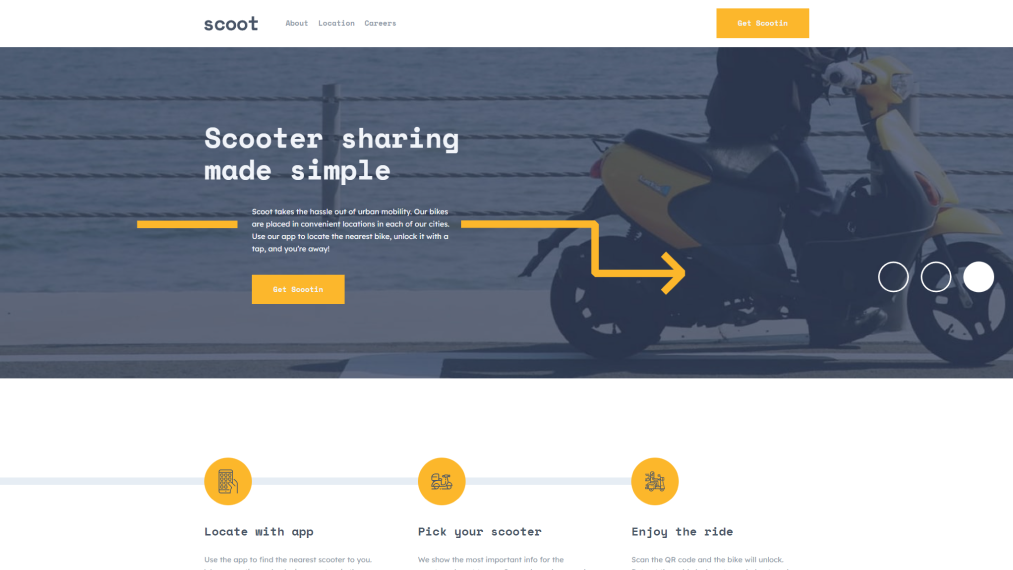 scoot
About Location Careers
Get Scootin
Scooter sharing
made simple
Scoot takes the hassle out of urban mobility. Our bikes
are placed in convenient locations in each of our cities.
Use our app to locate the nearest bike, unlock it with a
tap, and you're away!
Get Scootin
Locate with app
Use the app to find the nearest scooter to you.
Pick your scooter
We show the most important info for the
Enjoy the ride
Scan the QR code and the bike will unlock.